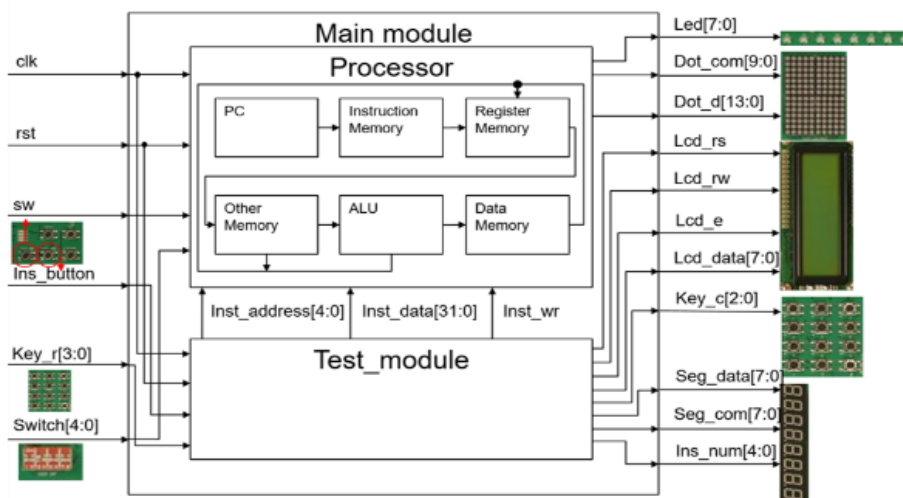 Main module
Processor
PC
Instruction
Memory
Register
Memory
Other
Memory
ALU
Data
Memory
Inst_address[4:0]
Inst_data[31:0]
Inst_wr
Test_module
clk
rst
sw
Ins_button
Key_r[3:0]
Switch[4:0]
Led[7:0]
Dot_com[9:0]
Dot_d[13:0]
Lcd_rs
Lcd_rw
Lcd_e
Lcd_data[7:0]
Key_c[2:0]
Seg_data[7:0]
Seg_com[7:0]
Ins_num[4:0]